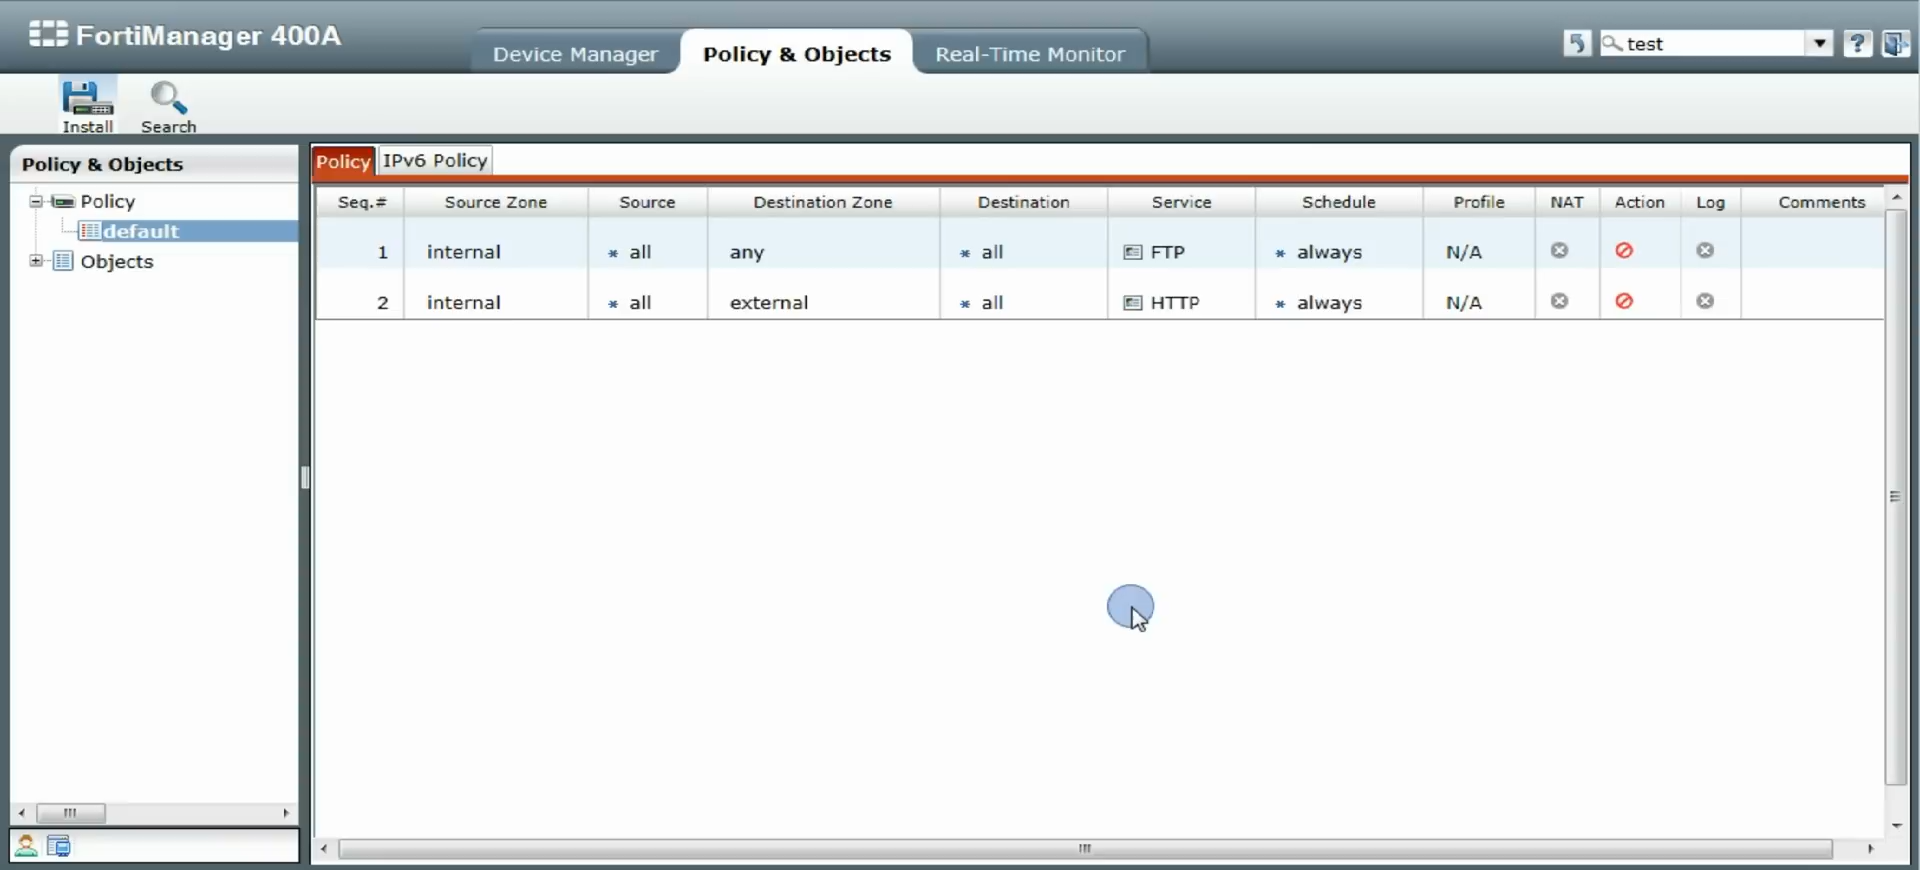 FortiManager 400A
Device Manager Policy & Objects Real-Time Monitor
test ?
Install Search
Policy & Objects
Policy
default
Objects
Policy IPv6 Policy
Seq.# Source Zone Source Destination Zone Destination Service Schedule Profile NAT Action Log Comments
1 internal * all any * all FTP * always N/A
2 internal * all external * all HTTP * always N/A